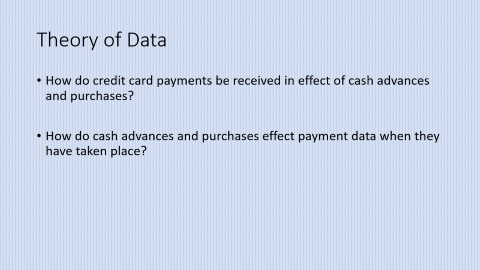 Theory of Data
• How do credit card payments be received in effect of cash advances
and purchases?
• How do cash advances and purchases effect payment data when they
have taken place?